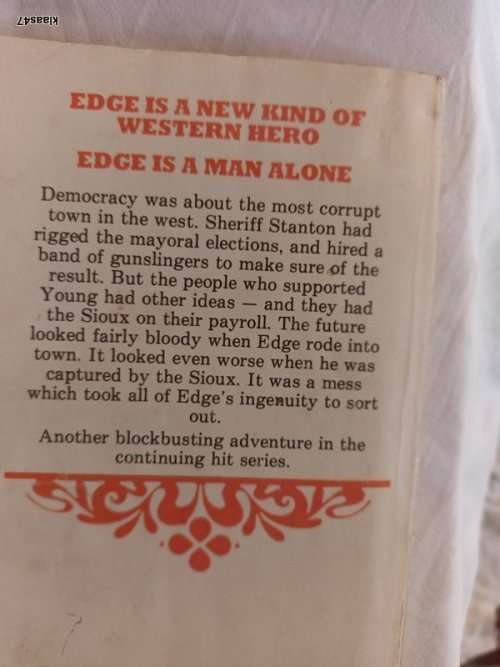 klaas47
EDGE IS A NEW KIND OF
WESTERN HERO
EDGE IS A MAN ALONE
Democracy was about the most corrupt
town in the west. Sheriff Stanton had
rigged the mayoral elections, and hired a
band of gunslingers to make sure of the
result. But the people who supported
Young had other ideas — and they had
the Sioux on their payroll. The future
looked fairly bloody when Edge rode into
town. It looked even worse when he was
captured by the Sioux. It was a mess
which took all of Edge's ingenuity to sort
out.
Another blockbusting adventure in the
continuing hit series.